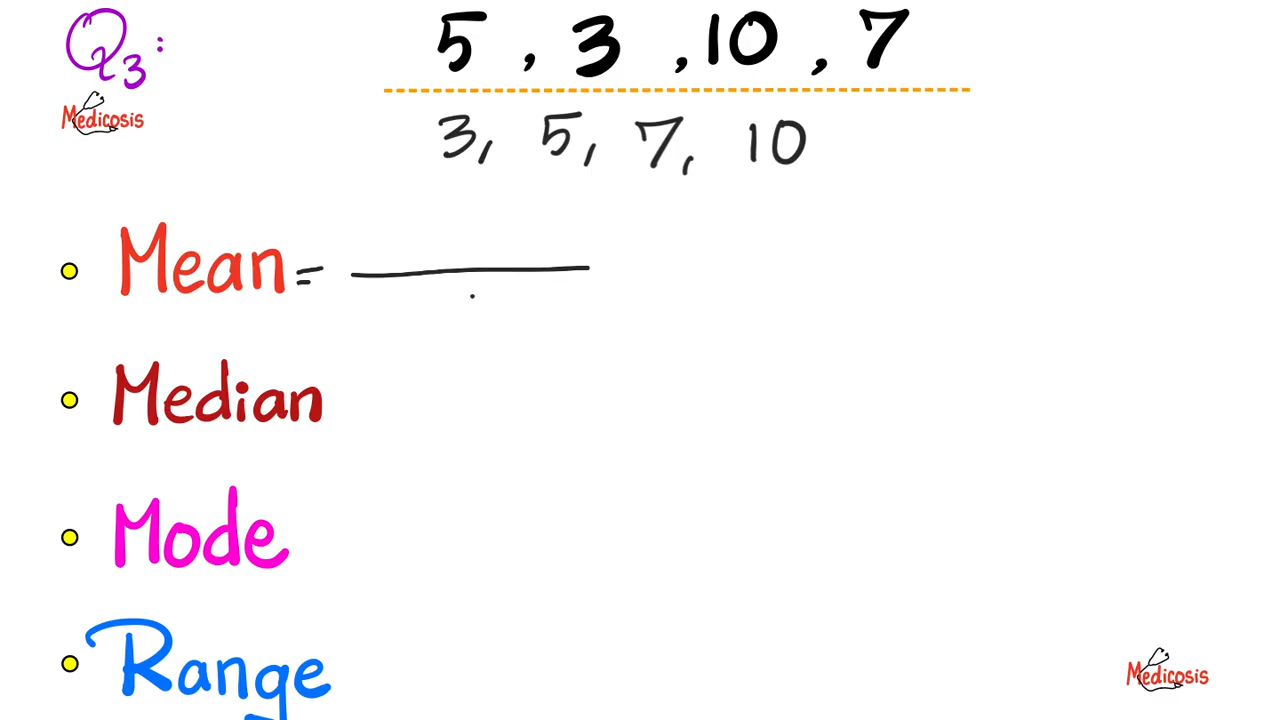 Q3:
5, 3, 10, 7
Medicosis
3, 5, 7, 10
Mean =
Median
Mode
Range
Medicosis